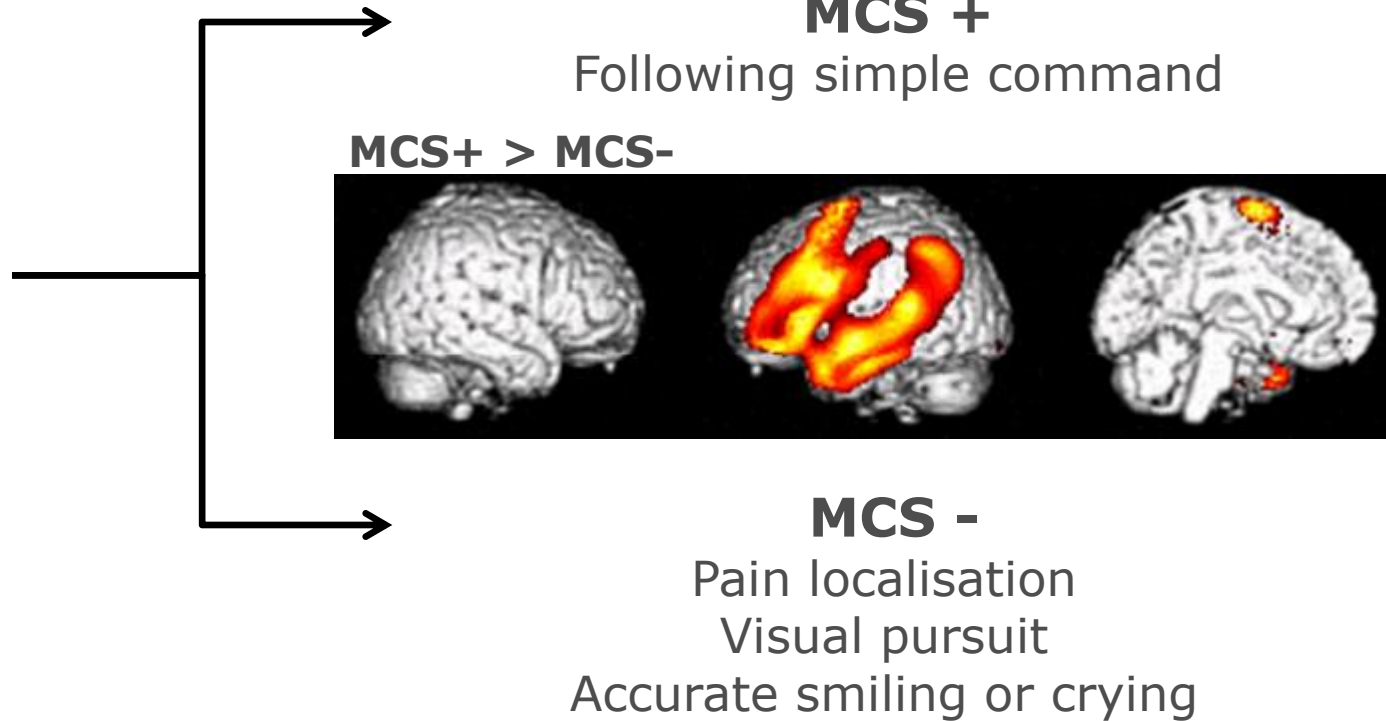 MCS +
Following simple command
MCS+ > MCS-
MCS -
Pain localisation
Visual pursuit
Accurate smiling or crying